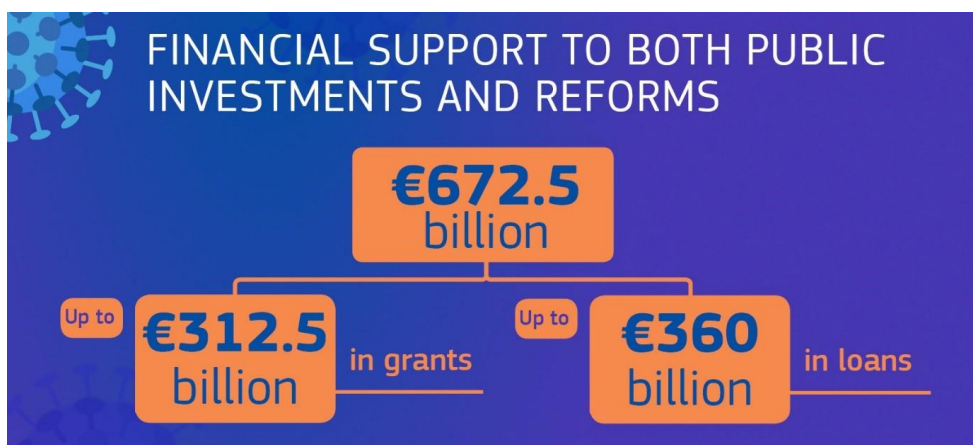 FINANCIAL SUPPORT TO BOTH PUBLIC
INVESTMENTS AND REFORMS
€672.5
billion
Up to
€312.5
billion
in grants
Up to
€360
billion
in loans